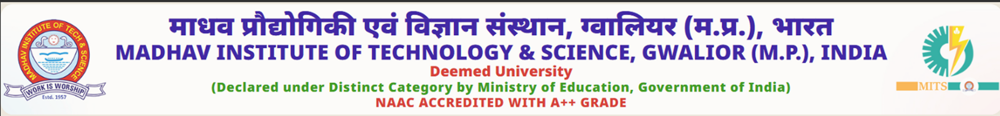 माधव प्रौद्योगिकी एवं विज्ञान संस्थान, ग्वालियर (म.प्र.), भारत
MADHAV INSTITUTE OF TECHNOLOGY & SCIENCE, GWALIOR (M.P.), INDIA
Deemed University
(Declared under Distinct Category by Ministry of Education, Government of India)
NAAC ACCREDITED WITH A++ GRADE
MADHAV INSTITUTE OF TECH & SCIENCE
WORK IS WORSHIP
Estd. 1957
MITS